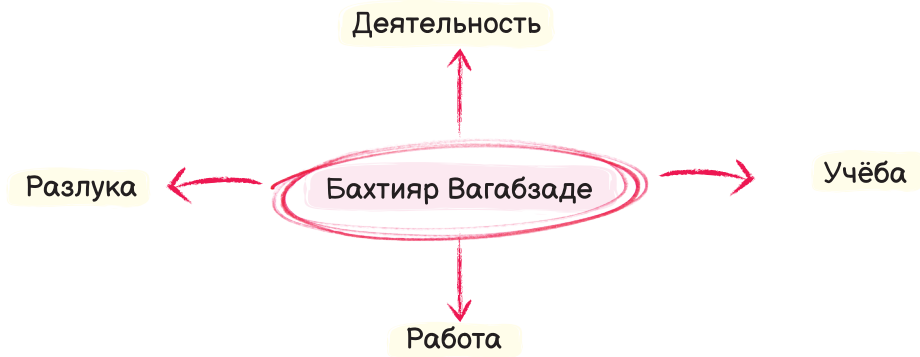 Деятельность
Разлука
Бахтияр Вагабзаде
Учёба
Работа